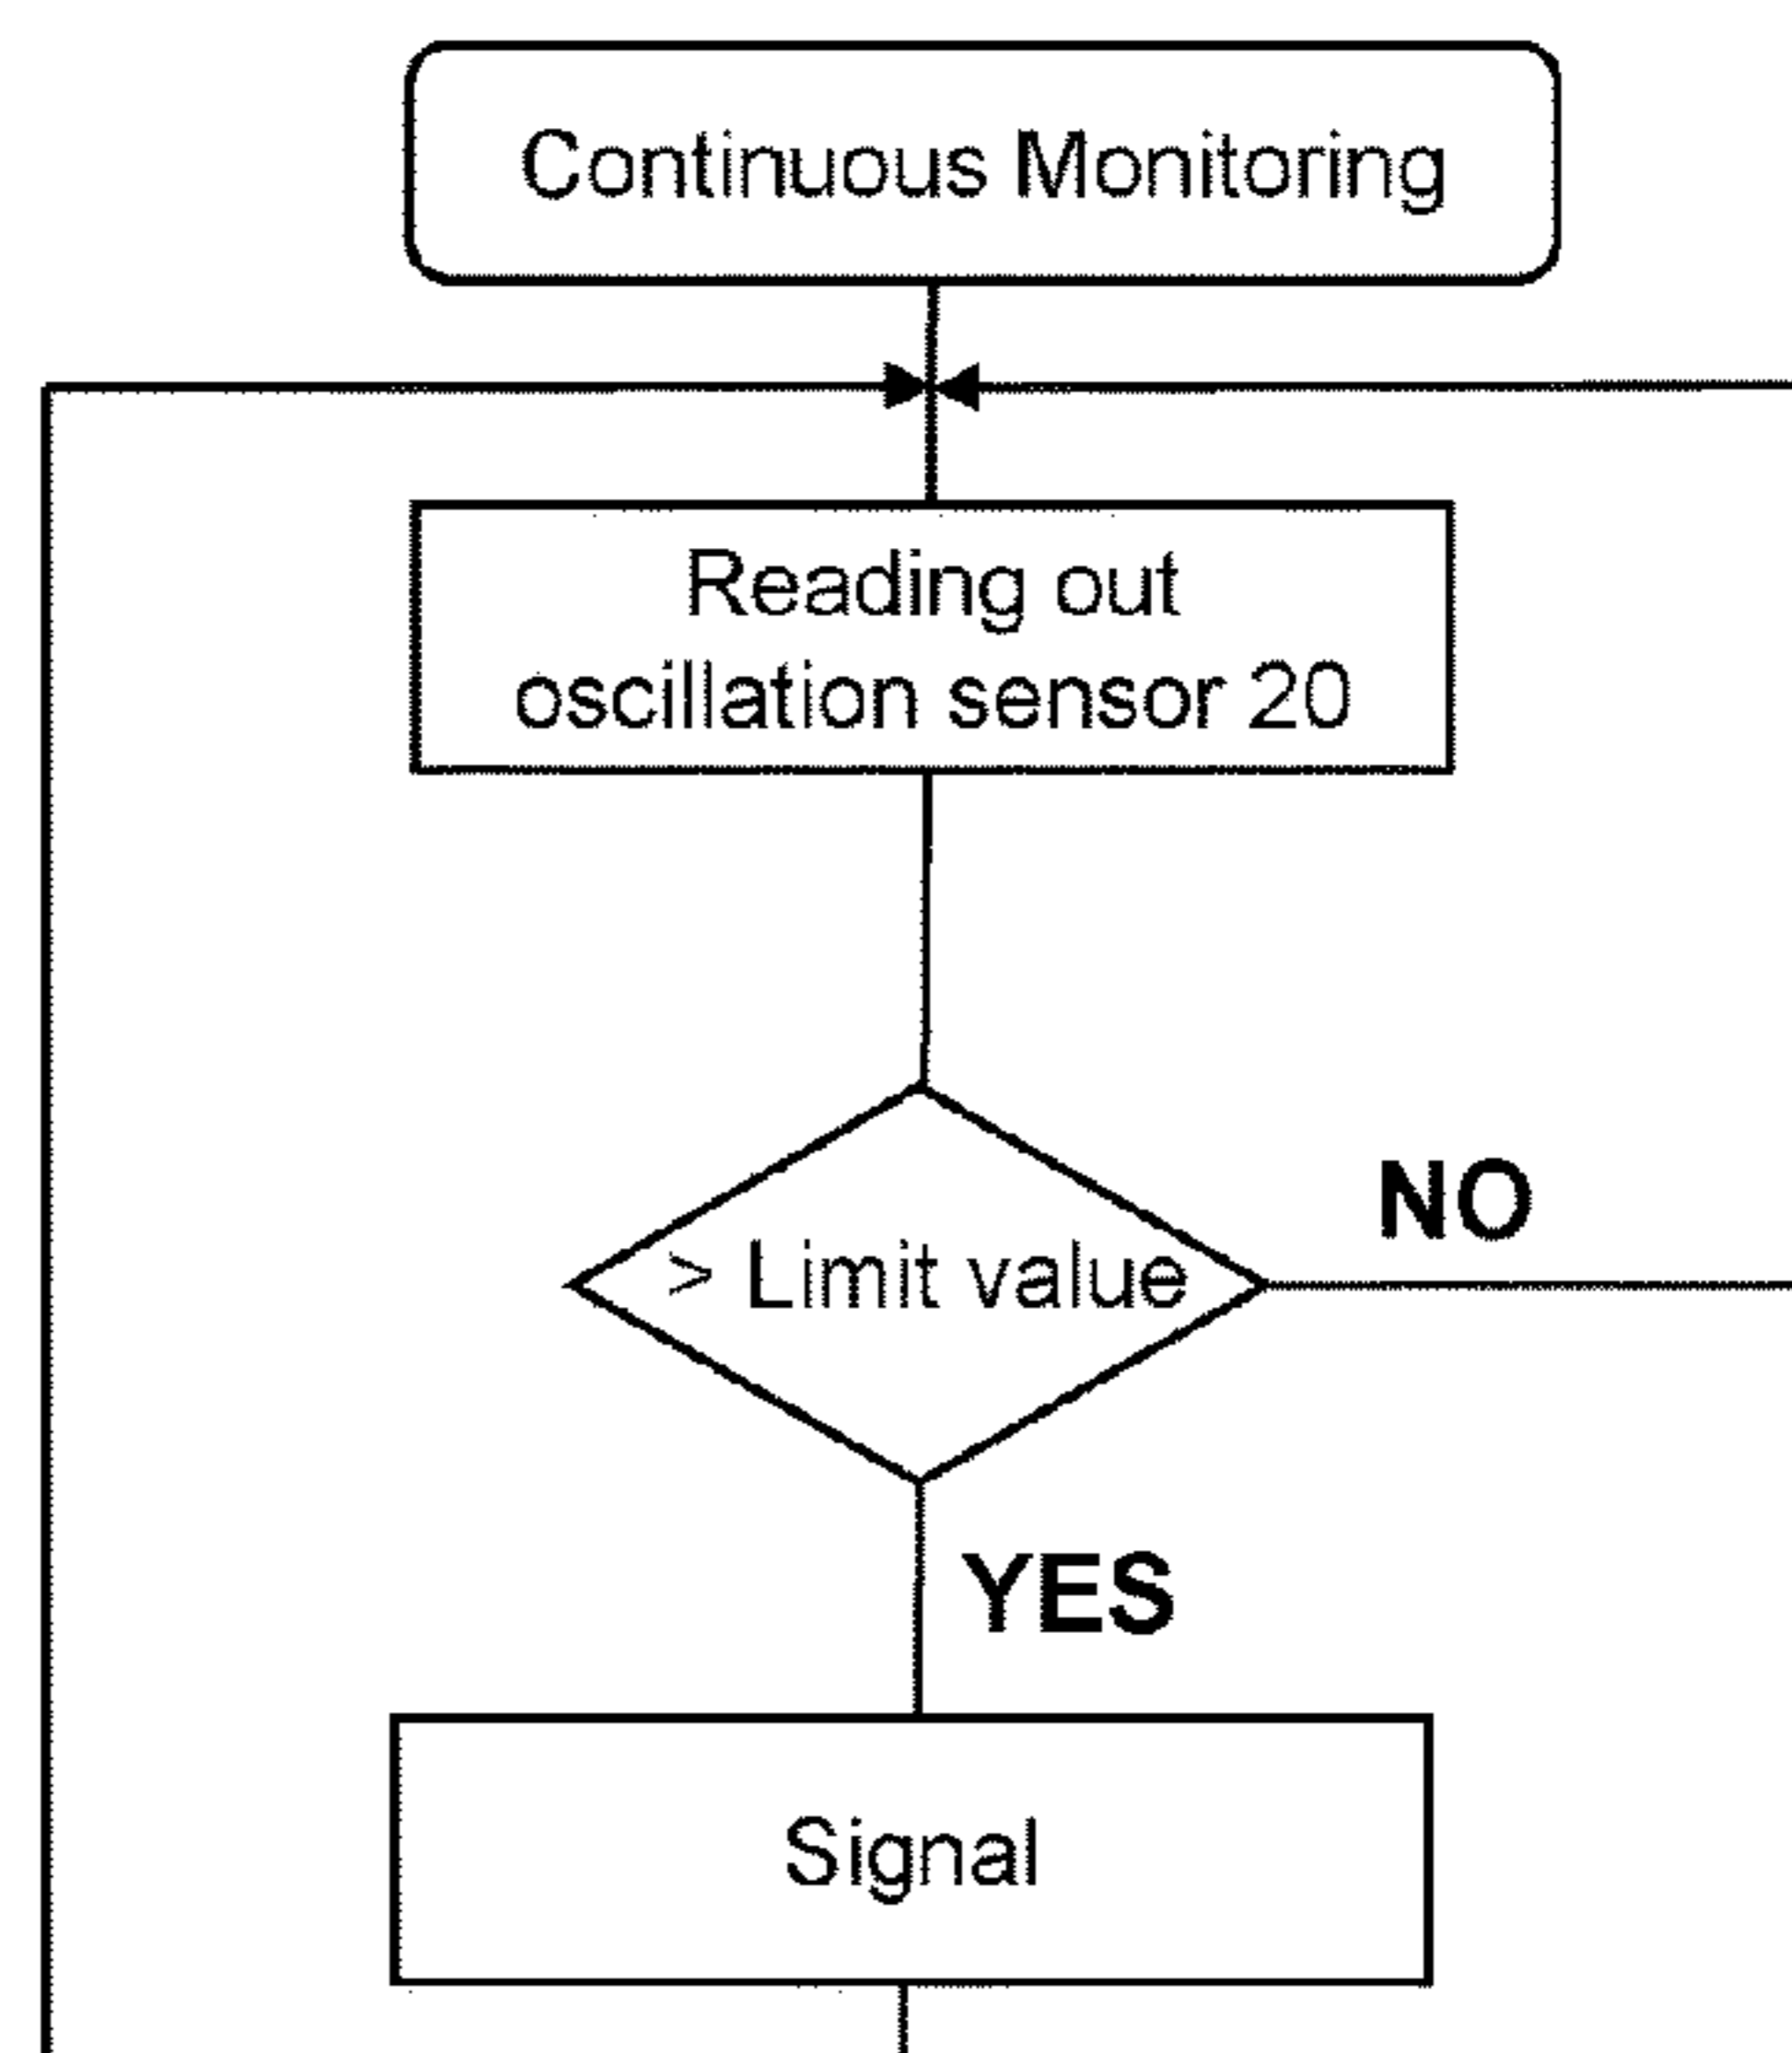 Continuous Monitoring
Reading out
oscillation sensor 20
> Limit value
NO
YES
Signal